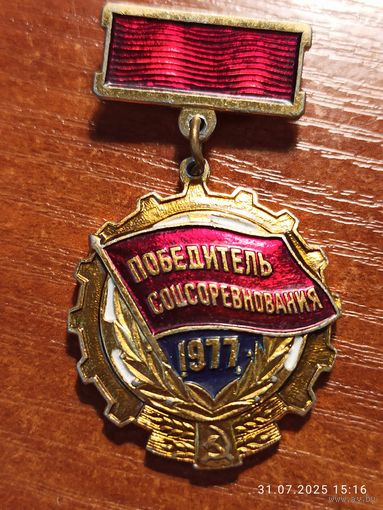 ПОБЕДИТЕЛЬ
СОЦСОРЕВНОВАНИЯ
1977
31.07.2025 15:16